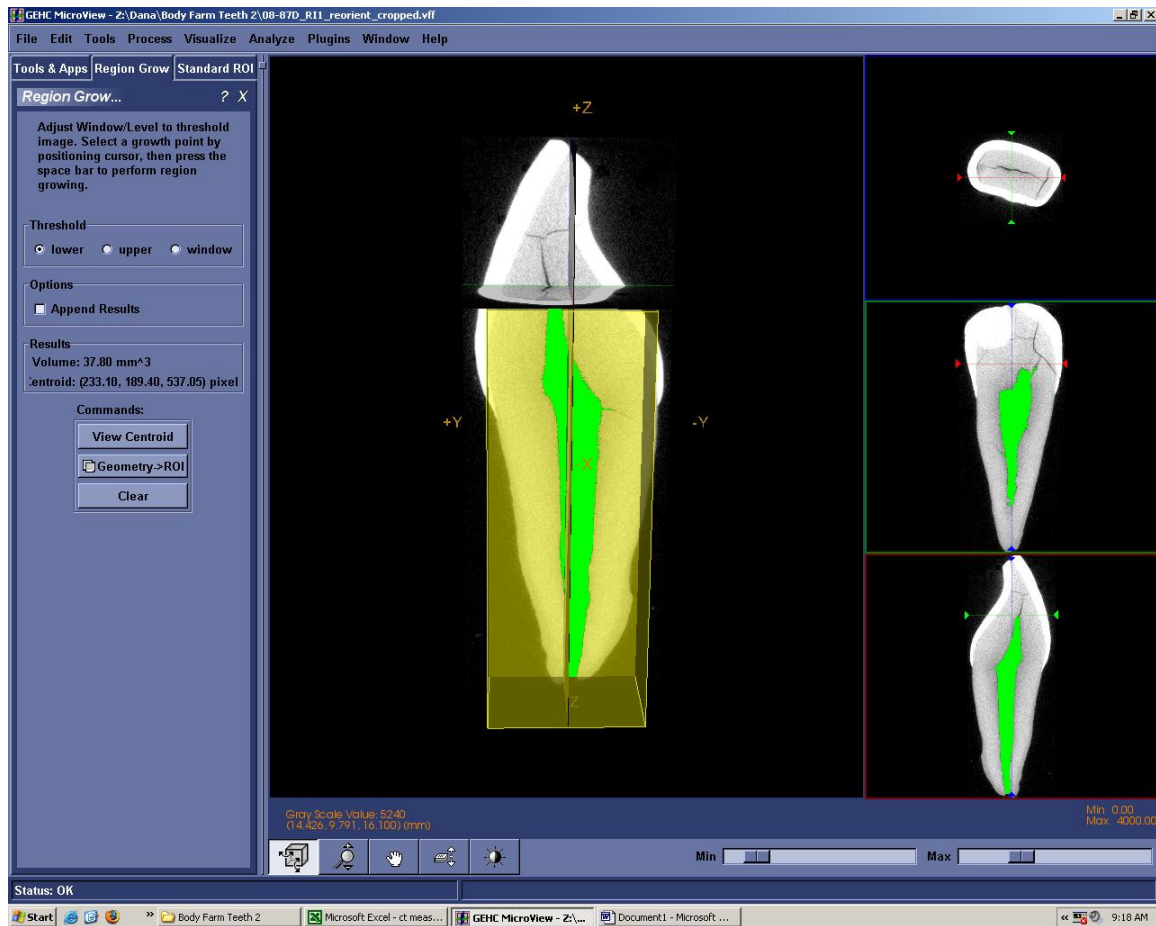 GEHC MicroView - Z:\Dana\Body Farm Teeth 2\08-87D_RI1_reorient_cropped.vff
File Edit Tools Process Visualize Analyze Plugins Window Help
Tools & Apps Region Grow Standard ROI
Region Grow... ? X
Adjust Window/Level to threshold
image. Select a growth point by
positioning cursor, then press the
space bar to perform region
growing.
Threshold
lower upper window
Options
Append Results
Results
Volume: 37.80 mm^3
entroid: (233.10, 189.40, 537.05) pixel
Commands:
View Centroid
Geometry->ROI
Clear
+Z
+Y
-Y
X
Z
Gray Scale Value: 5240
(14.426, 9.791, 16.100) (mm)
Min 0.00
Max 4000.00
Min
Max
Status: OK
Start
» Body Farm Teeth 2
Microsoft Excel - ct meas...
GEHC MicroView - Z:\...
Document1 - Microsoft ...
« 9:18 AM